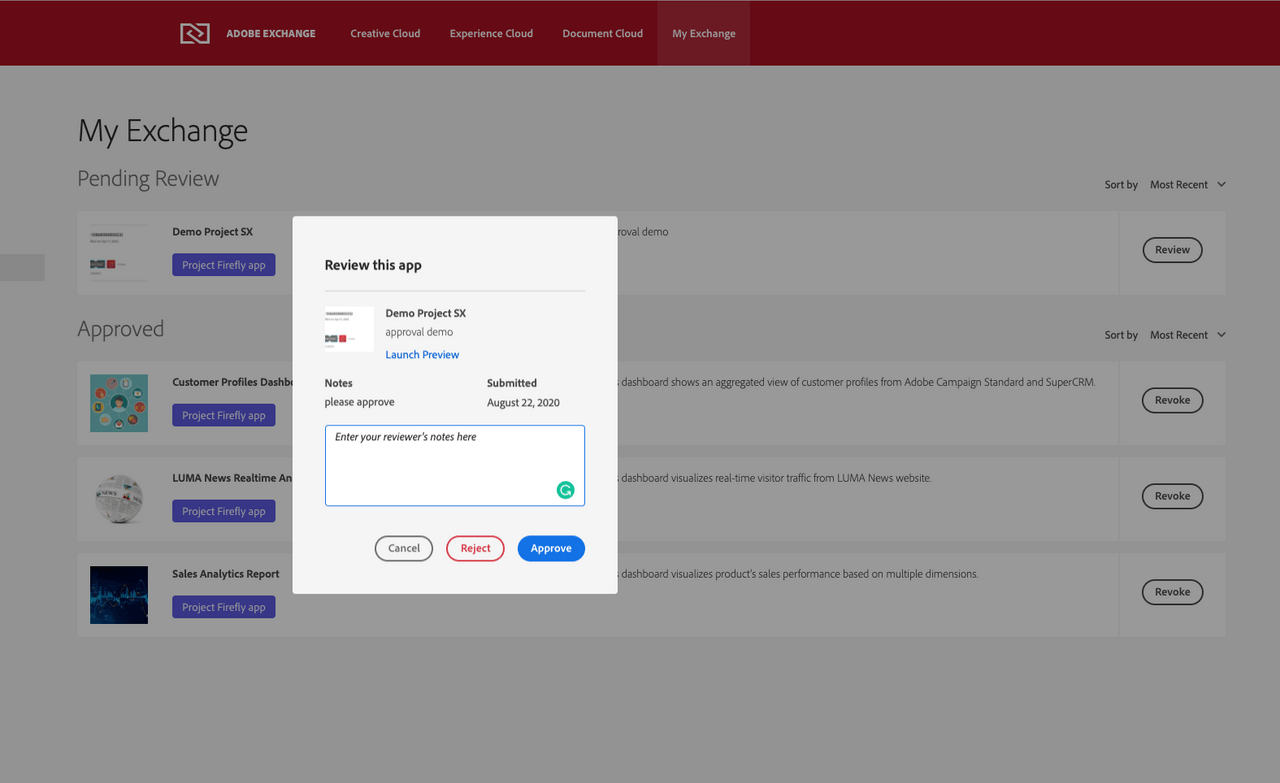 ADOBE EXCHANGE Creative Cloud Experience Cloud Document Cloud My Exchange
My Exchange
Pending Review
Sort by Most Recent
Demo Project SX
roval demo
Project Firefly app
Review
Review this app
Demo Project SX
approval demo
Launch Preview
Notes Submitted
please approve August 22, 2020
Enter your reviewer's notes here
Cancel Reject Approve
Approved
Sort by Most Recent
Customer Profiles Dashbo
s dashboard shows an aggregated view of customer profiles from Adobe Campaign Standard and SuperCRM.
Project Firefly app
Revoke
NEWS
LUMA News Realtime An
s dashboard visualizes real-time visitor traffic from LUMA News website.
Project Firefly app
Revoke
Sales Analytics Report
s dashboard visualizes product's sales performance based on multiple dimensions.
Project Firefly app
Revoke